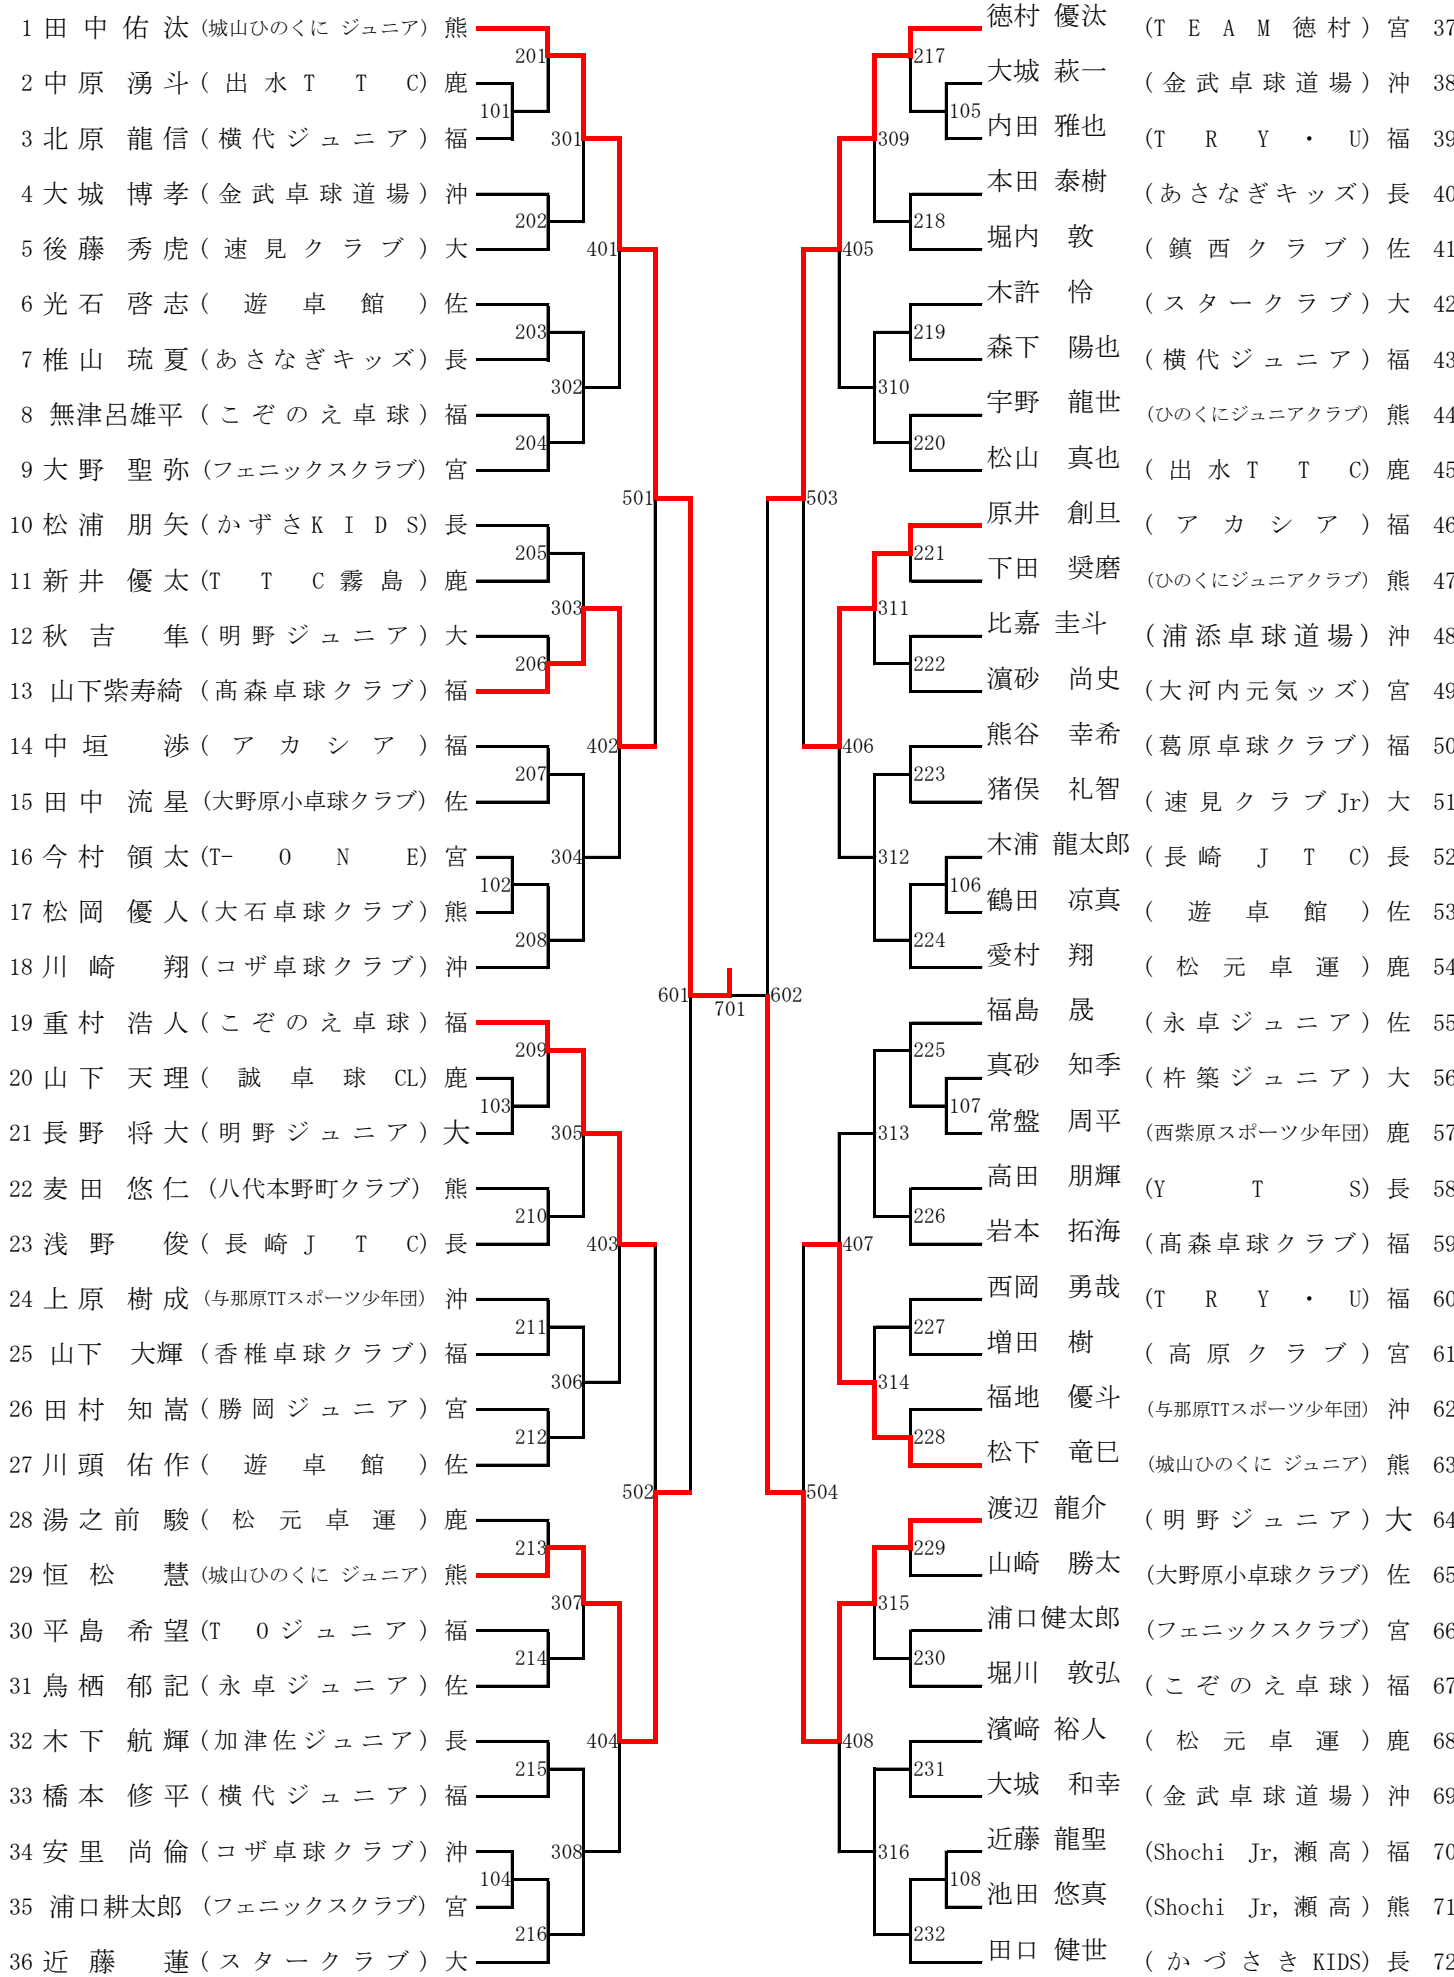 1 田中佑汰 (城山ひのくに ジュニア) 熊
2 中原 湧斗 (出水TTC) 鹿
3 北原 龍信 (横代ジュニア) 福
4 大城 博孝 (金武卓球道場) 沖
5 後藤 秀虎 (速見クラブ) 大
6 光石 啓志 (遊卓館) 佐
7 椎山 琉夏 (あさなぎキッズ) 長
8 無津呂雄平 (こぞのえ卓球) 福
9 大野 聖弥 (フェニックスクラブ) 宮
10 松浦 朋矢 (かずさKIDS) 長
11 新井 優太 (TTC霧島) 鹿
12 秋吉 隼 (明野ジュニア) 大
13 山下紫寿綺 (髙森卓球クラブ) 福
14 中垣 渉 (アカシア) 福
15 田中 流星 (大野原小卓球クラブ) 佐
16 今村 領太 (T-ONE) 宮
17 松岡 優人 (大石卓球クラブ) 熊
18 川崎 翔 (コザ卓球クラブ) 沖
19 重村 浩人 (こぞのえ卓球) 福
20 山下 天理 (誠卓球CL) 鹿
21 長野 将大 (明野ジュニア) 大
22 麦田 悠仁 (八代本野町クラブ) 熊
23 浅野 俊 (長崎JTC) 長
24 上原 樹成 (与那原TTスポーツ少年団) 沖
25 山下 大輝 (香椎卓球クラブ) 福
26 田村 知嵩 (勝岡ジュニア) 宮
27 川頭 佑作 (遊卓館) 佐
28 湯之前 駿 (松元卓運) 鹿
29 恒松 慧 (城山ひのくに ジュニア) 熊
30 平島 希望 (TOジュニア) 福
31 鳥栖 郁記 (永卓ジュニア) 佐
32 木下 航輝 (加津佐ジュニア) 長
33 橋本 修平 (横代ジュニア) 福
34 安里 尚倫 (コザ卓球クラブ) 沖
35 浦口耕太郎 (フェニックスクラブ) 宮
36 近藤 蓮 (スタークラブ) 大
101
102
103
104
201
202
203
204
205
206
207
208
209
210
211
212
213
214
215
216
301
302
303
304
305
306
307
308
401
402
403
404
501
502
601
701
602
503
504
405
406
407
408
309
310
311
312
313
314
315
316
217
218
219
220
221
222
223
224
225
226
227
228
229
230
231
232
105
106
107
108
徳村 優汰 (TEAM徳村) 宮 37
大城 萩一 (金武卓球道場) 沖 38
内田 雅也 (TRY・U) 福 39
本田 泰樹 (あさなぎキッズ) 長 40
堀内 敦 (鎮西クラブ) 佐 41
木許 怜 (スタークラブ) 大 42
森下 陽也 (横代ジュニア) 福 43
宇野 龍世 (ひのくにジュニアクラブ) 熊 44
松山 真也 (出水TTC) 鹿 45
原井 創旦 (アカシア) 福 46
下田 奨磨 (ひのくにジュニアクラブ) 熊 47
比嘉 圭斗 (浦添卓球道場) 沖 48
濵砂 尚史 (大河内元気ッズ) 宮 49
熊谷 幸希 (葛原卓球クラブ) 福 50
猪俣 礼智 (速見クラブJr) 大 51
木浦 龍太郎 (長崎JTC) 長 52
鶴田 凉真 (遊卓館) 佐 53
愛村 翔 (松元卓運) 鹿 54
福島 晟 (永卓ジュニア) 佐 55
真砂 知季 (杵築ジュニア) 大 56
常盤 周平 (西紫原スポーツ少年団) 鹿 57
高田 朋輝 (YTS) 長 58
岩本 拓海 (髙森卓球クラブ) 福 59
西岡 勇哉 (TRY・U) 福 60
増田 樹 (高原クラブ) 宮 61
福地 優斗 (与那原TTスポーツ少年団) 沖 62
松下 竜巳 (城山ひのくに ジュニア) 熊 63
渡辺 龍介 (明野ジュニア) 大 64
山崎 勝太 (大野原小卓球クラブ) 佐 65
浦口健太郎 (フェニックスクラブ) 宮 66
堀川 敦弘 (こぞのえ卓球) 福 67
濱﨑 裕人 (松元卓運) 鹿 68
大城 和幸 (金武卓球道場) 沖 69
近藤 龍聖 (Shochi Jr,瀬高) 福 70
池田 悠真 (Shochi Jr,瀬高) 熊 71
田口 健世 (かづさきKIDS) 長 72